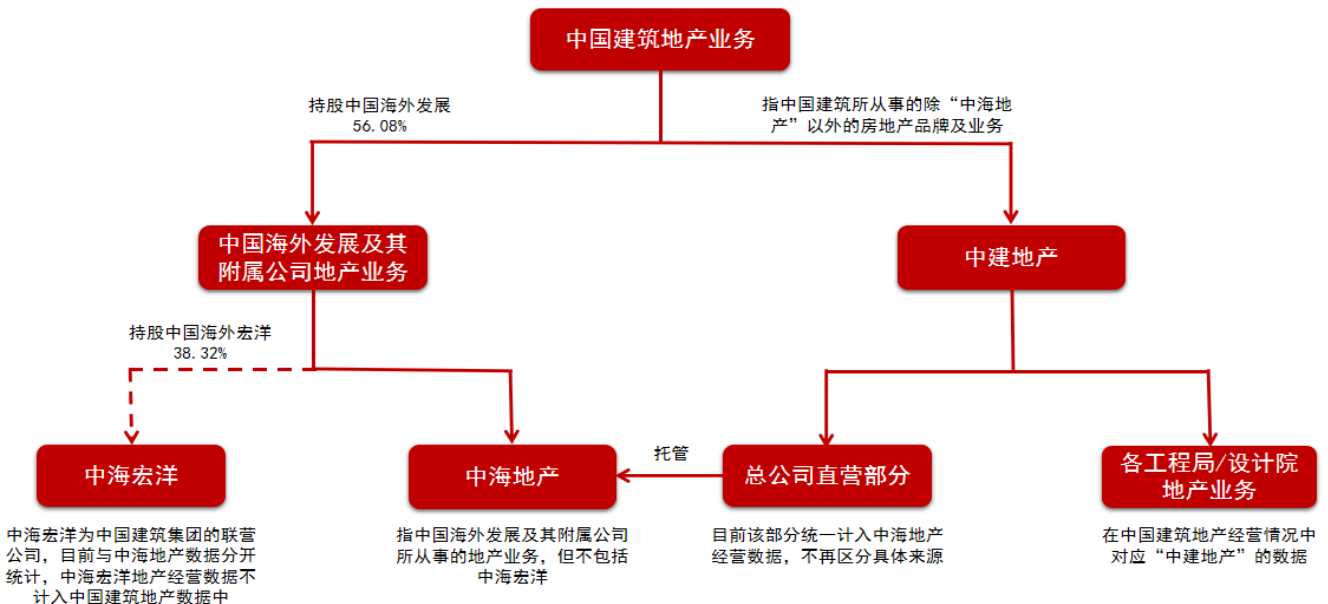 中国建筑地产业务
持股中国海外发展
56.08%
指中国建筑所从事的除“中海地
产”以外的房地产品牌及业务
中国海外发展及其
附属公司地产业务
中建地产
持股中国海外宏洋
38.32%
中海宏洋
中海地产
托管
总公司直营部分
各工程局/设计院
地产业务
中海宏洋为中国建筑集团的联营
公司，目前与中海地产数据分开
统计，中海宏洋地产经营数据不
计入中国建筑地产数据中
指中国海外发展及其附属公司
所从事的地产业务，但不包括
中海宏洋
目前该部分统一计入中海地产
经营数据，不再区分具体来源
在中国建筑地产经营情况中
对应“中建地产”的数据